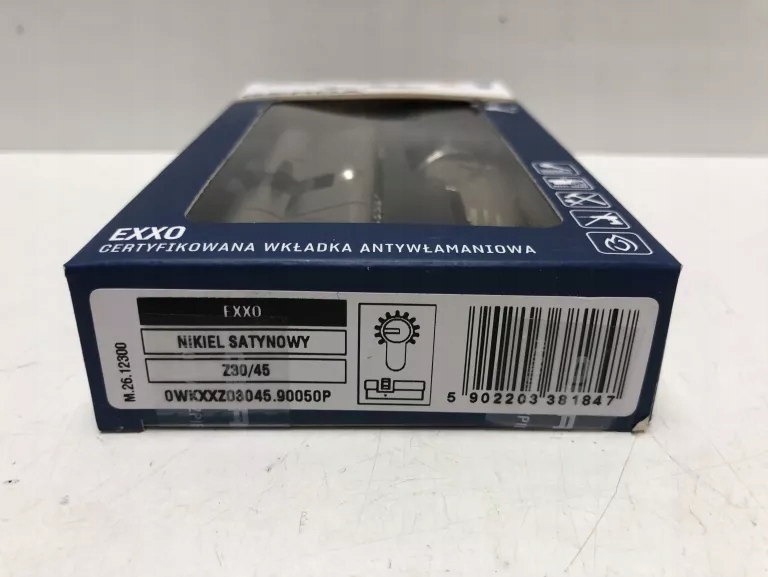 EXXO
CERTYFIKOWANA WKŁADKA ANTYWŁAMANIOWA
EXXO
NIKIEL SATYNOWY
Z30/45
0WKXXZ03045.90050P
M.26.12300
5 902203 381847